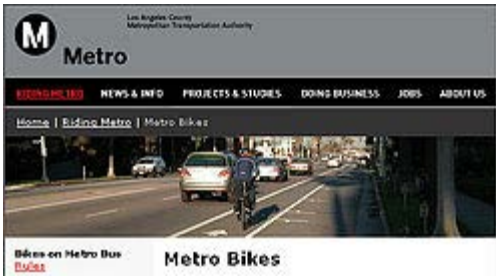 Los Angeles County
Metropolitan Transportation Authority
M
Metro
RIDING METRO NEWS & INFO PROJECTS & STUDIES DOING BUSINESS JOBS ABOUT US
Home | Riding Metro | Metro Bikes
Bikes on Metro Bus
Rules
Metro Bikes